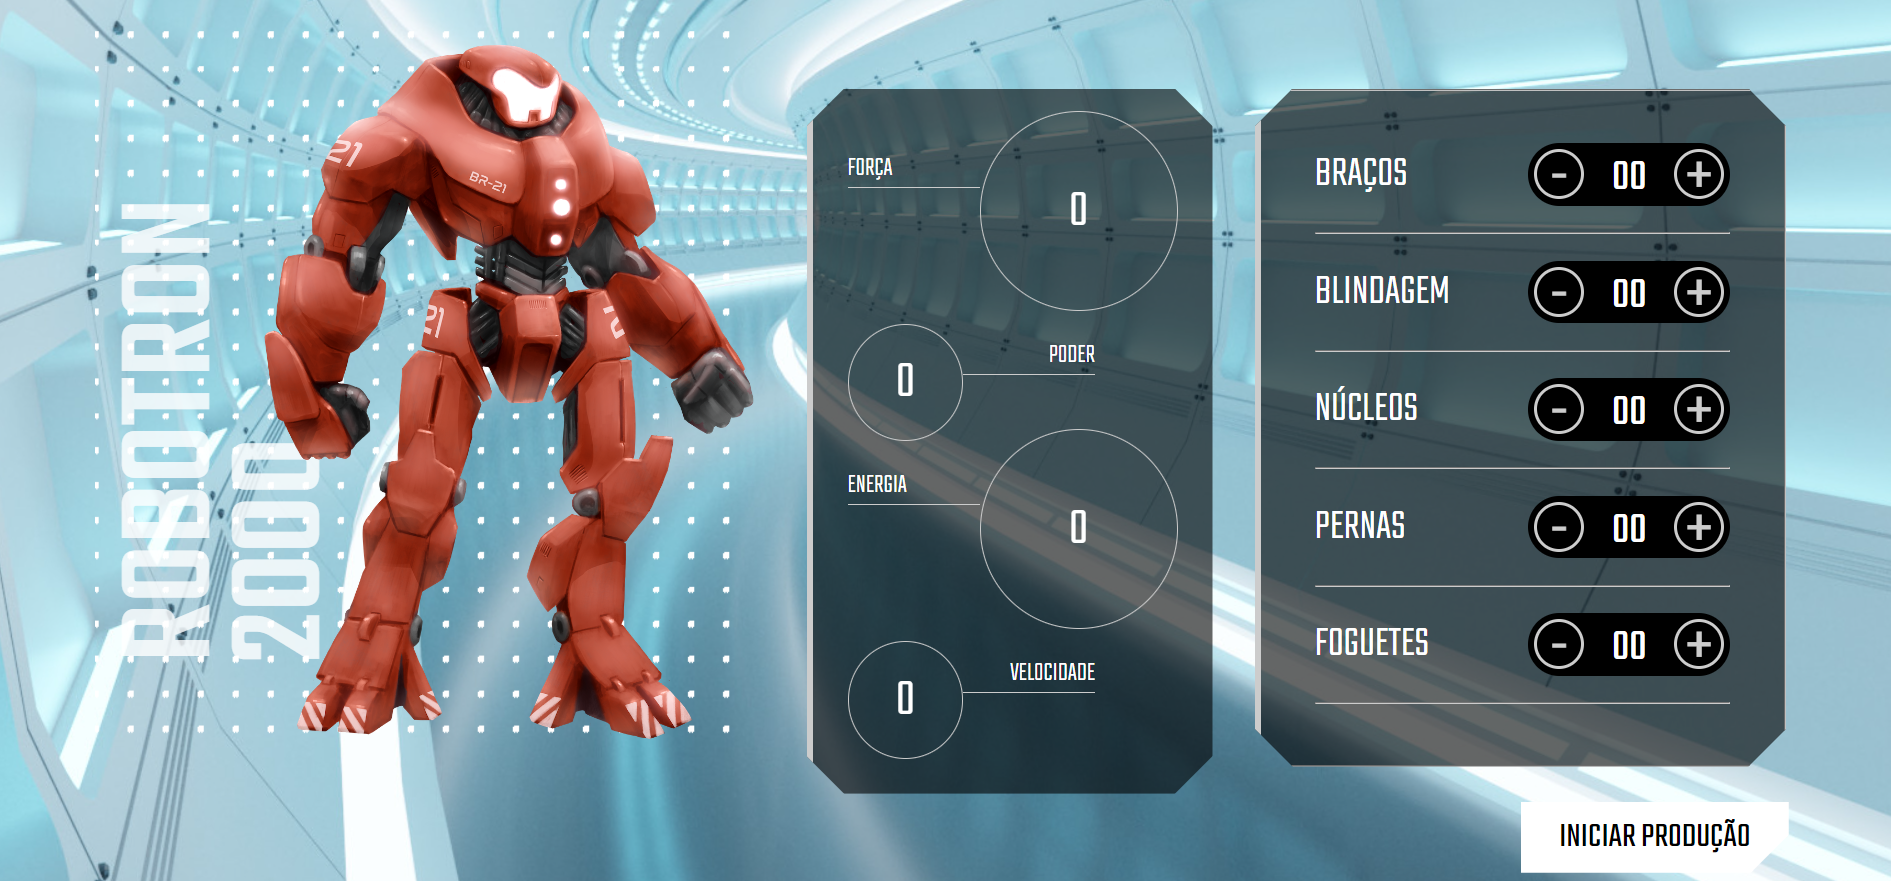 ROBOTRON
2000
21
BR-21
21
FORÇA
0
PODER
0
ENERGIA
0
VELOCIDADE
0
BRAÇOS
- 00 +
BLINDAGEM
- 00 +
NÚCLEOS
- 00 +
PERNAS
- 00 +
FOGUETES
- 00 +
INICIAR PRODUÇÃO